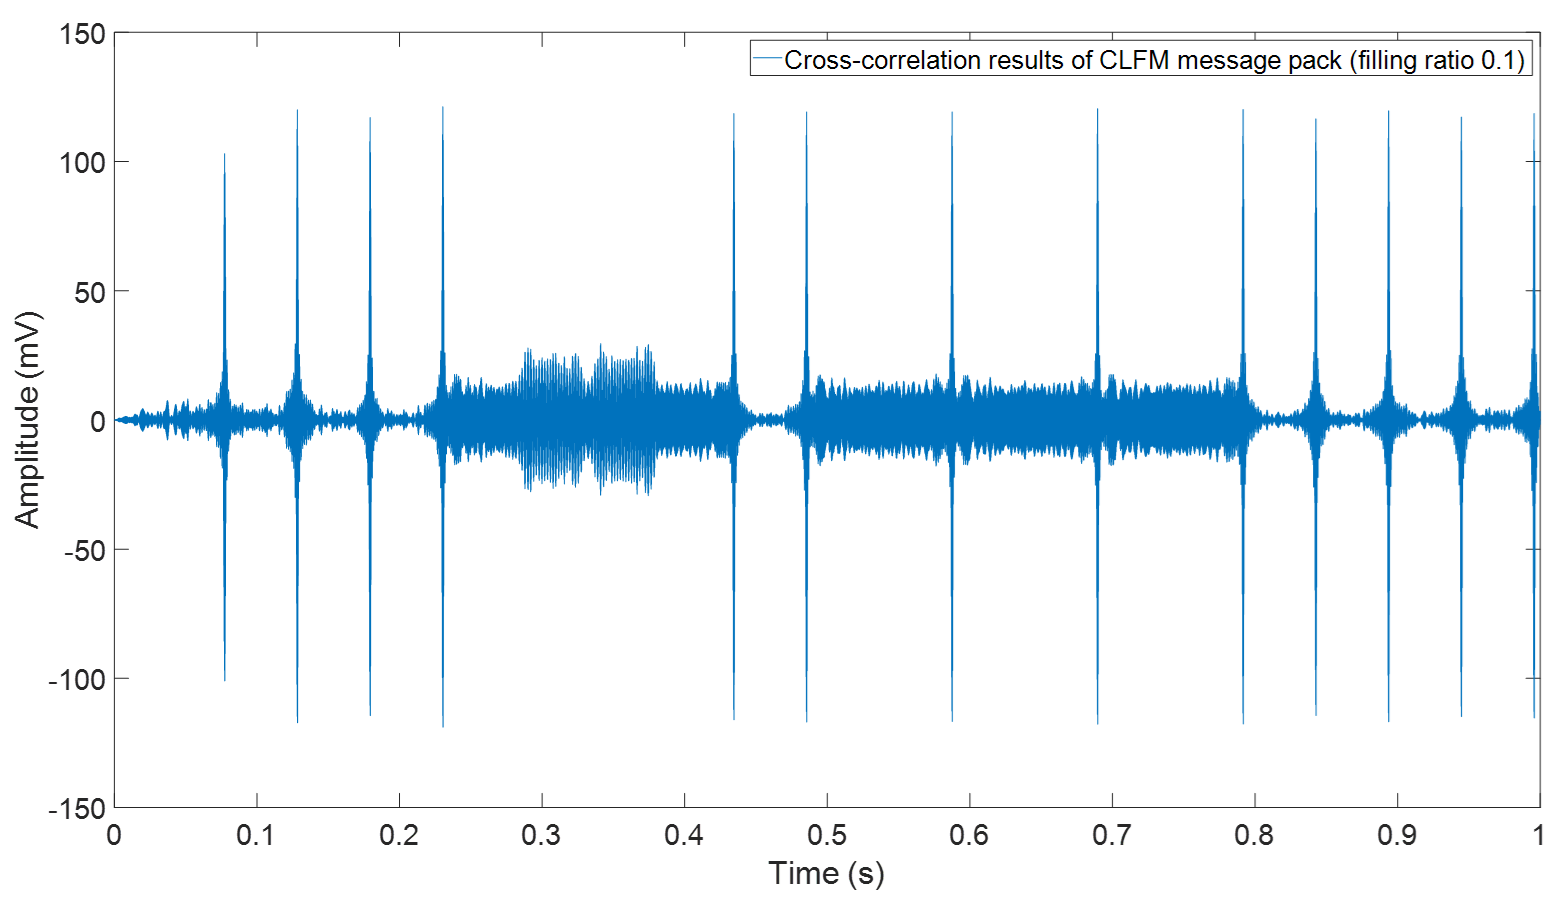 Cross-correlation results of CLFM message pack (filling ratio 0.1)
150
100
50
0
-50
-100
-150
Amplitude (mV)
0 0.1 0.2 0.3 0.4 0.5 0.6 0.7 0.8 0.9 1
Time (s)